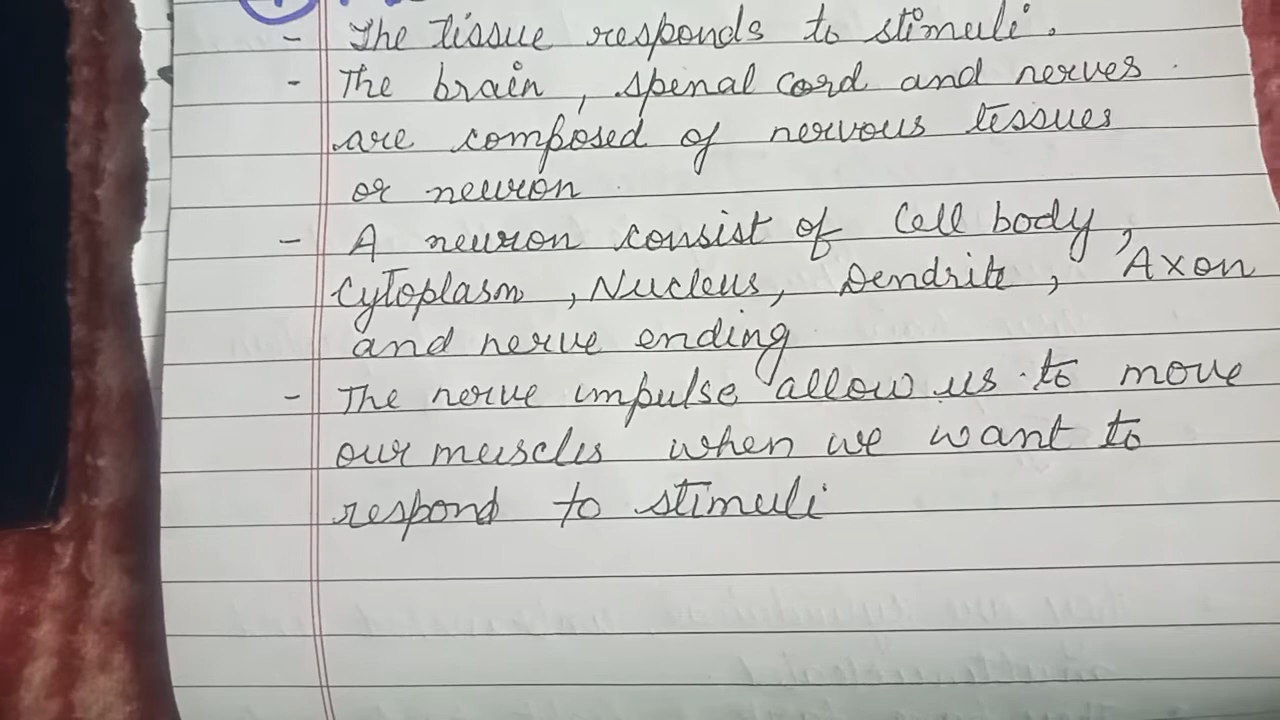 - The tissue responds to stimuli.
- The brain, spenal cord and nerves
are composed of nervous tissues
or neuron
- A neuron consist of Cell body,
Cytoplasm, Nucleus, Dendrite, Axon
and nerve ending
- The nerve impulse allow us to move
our muscles when we want to
respond to stimuli